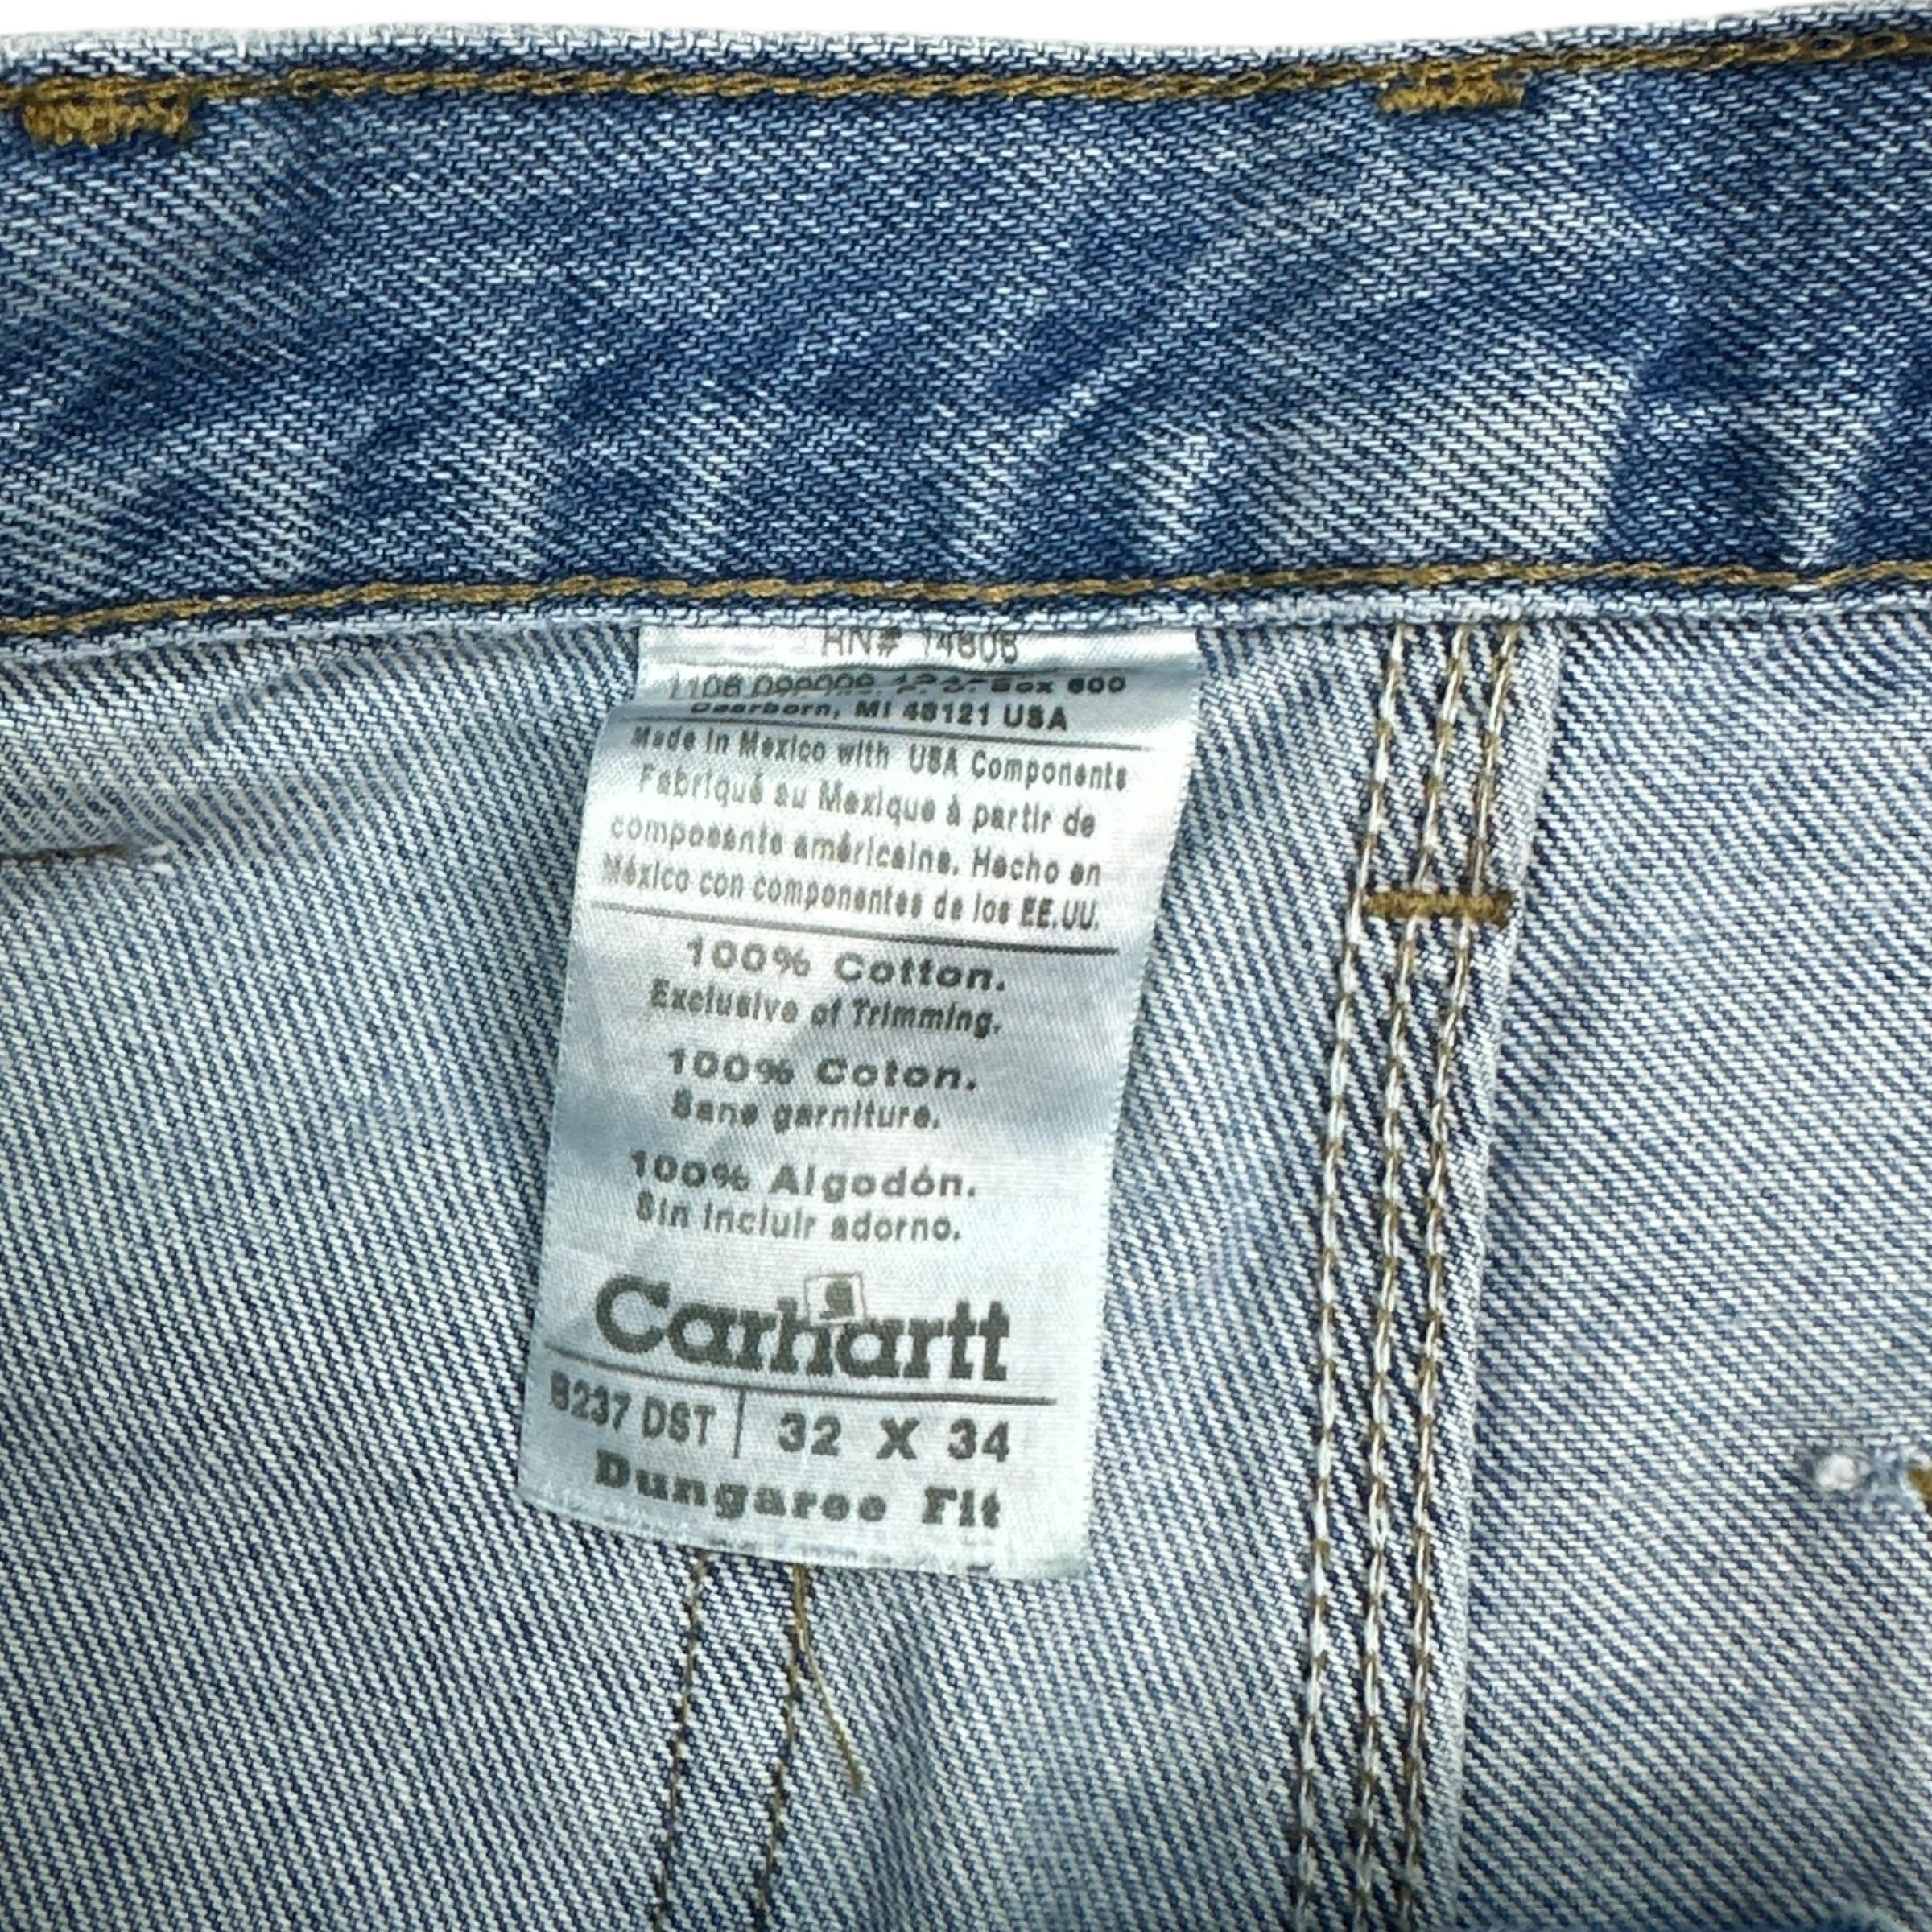 RN# 14806
Box 600
Dearborn, MI 48121 USA
Made in Mexico with USA Components
Fabriqué au Mexique à partir de
composants américains. Hecho en
México con componentes de los EE.UU.
100% Cotton.
Exclusive of Trimming.
100% Coton.
Sans garniture.
100% Algodón.
Sin incluir adorno.
Carhartt
B237 DST | 32 X 34
Dungaree Fit